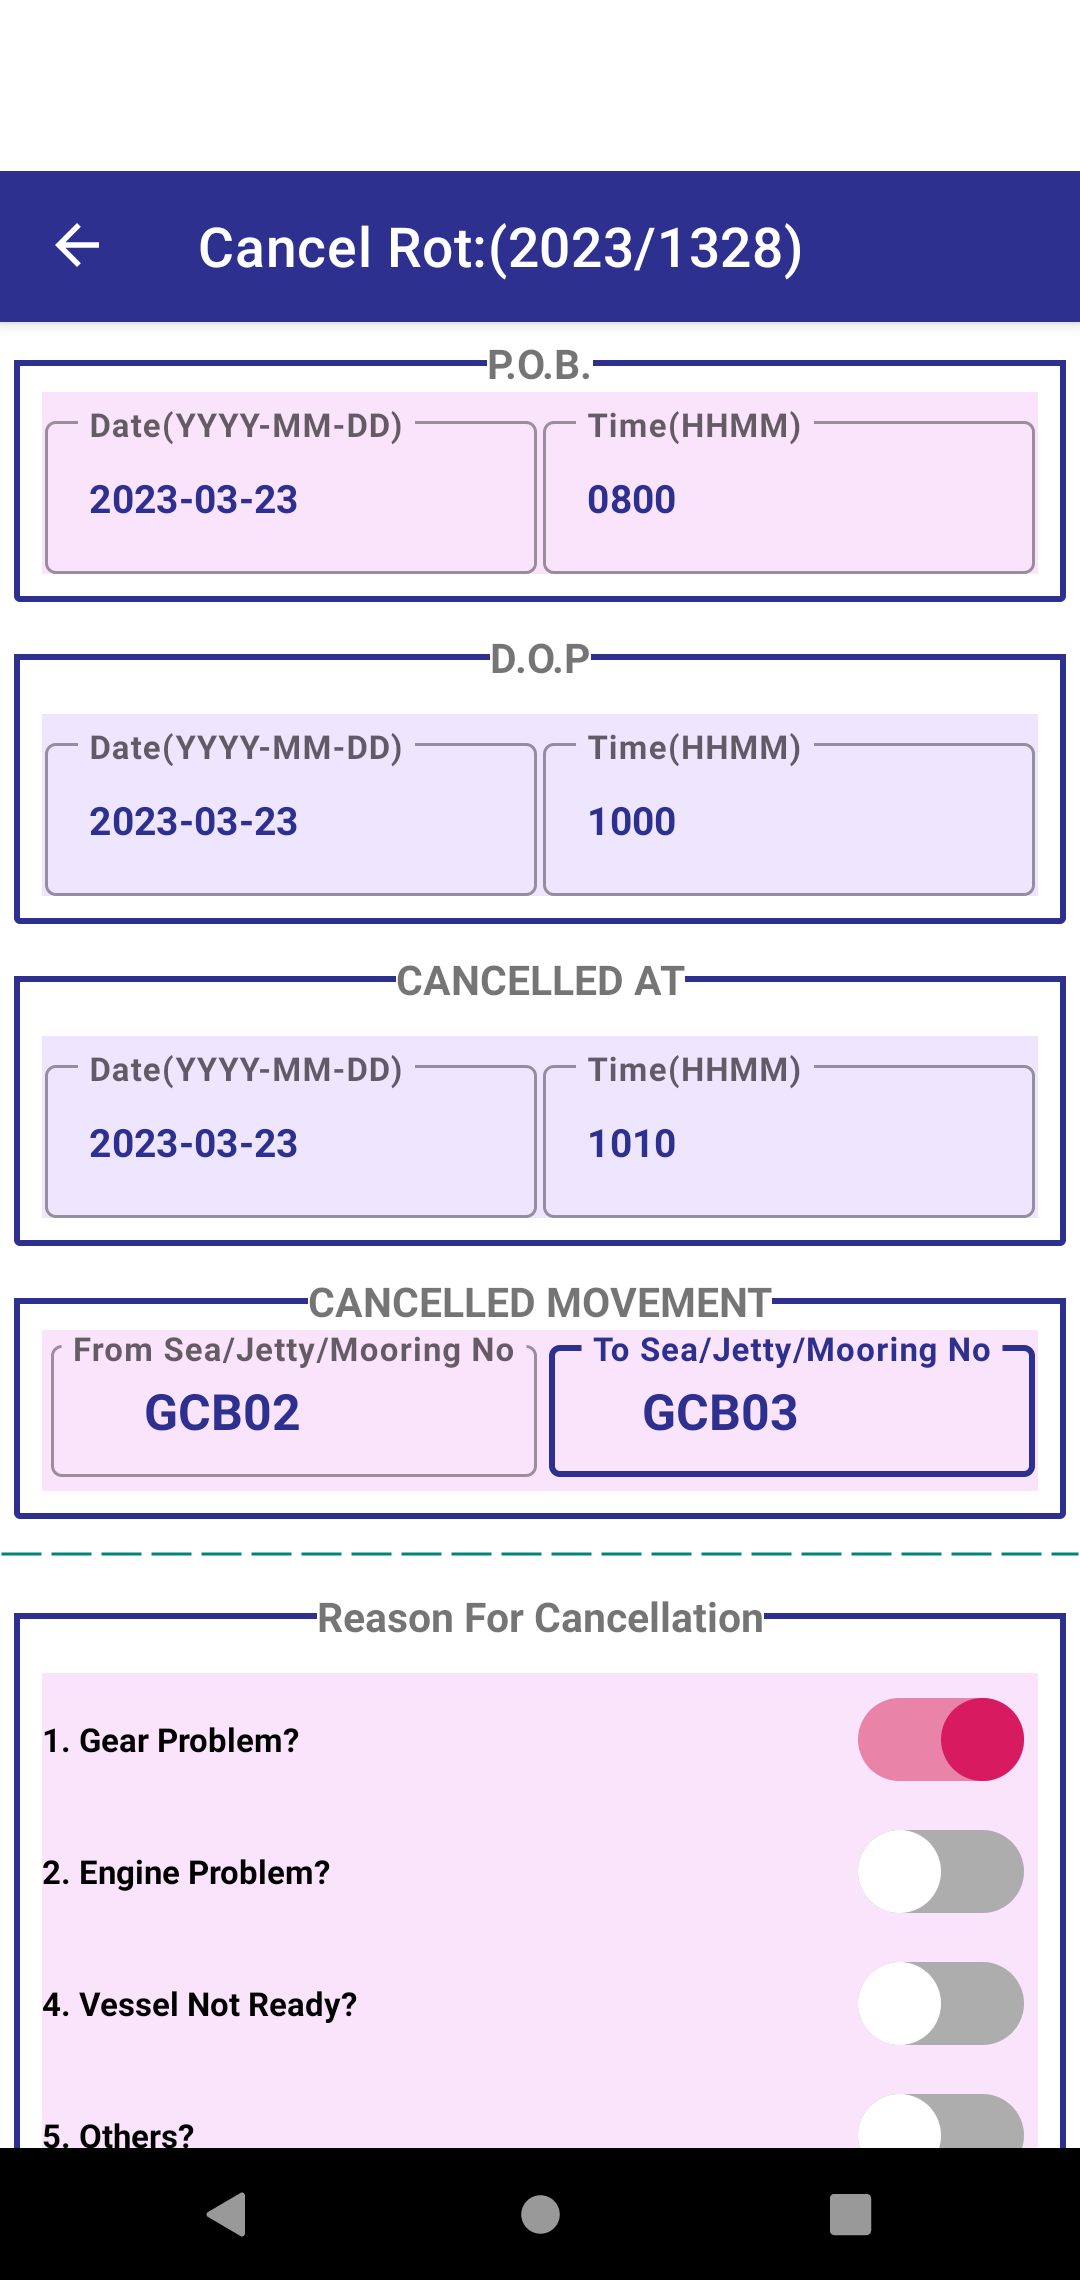 Cancel Rot:(2023/1328)
P.O.B.
Date(YYYY-MM-DD) Time(HHMM)
2023-03-23 0800
D.O.P
Date(YYYY-MM-DD) Time(HHMM)
2023-03-23 1000
CANCELLED AT
Date(YYYY-MM-DD) Time(HHMM)
2023-03-23 1010
CANCELLED MOVEMENT
From Sea/Jetty/Mooring No To Sea/Jetty/Mooring No
GCB02 GCB03
Reason For Cancellation
1. Gear Problem?
2. Engine Problem?
4. Vessel Not Ready?
5. Others?